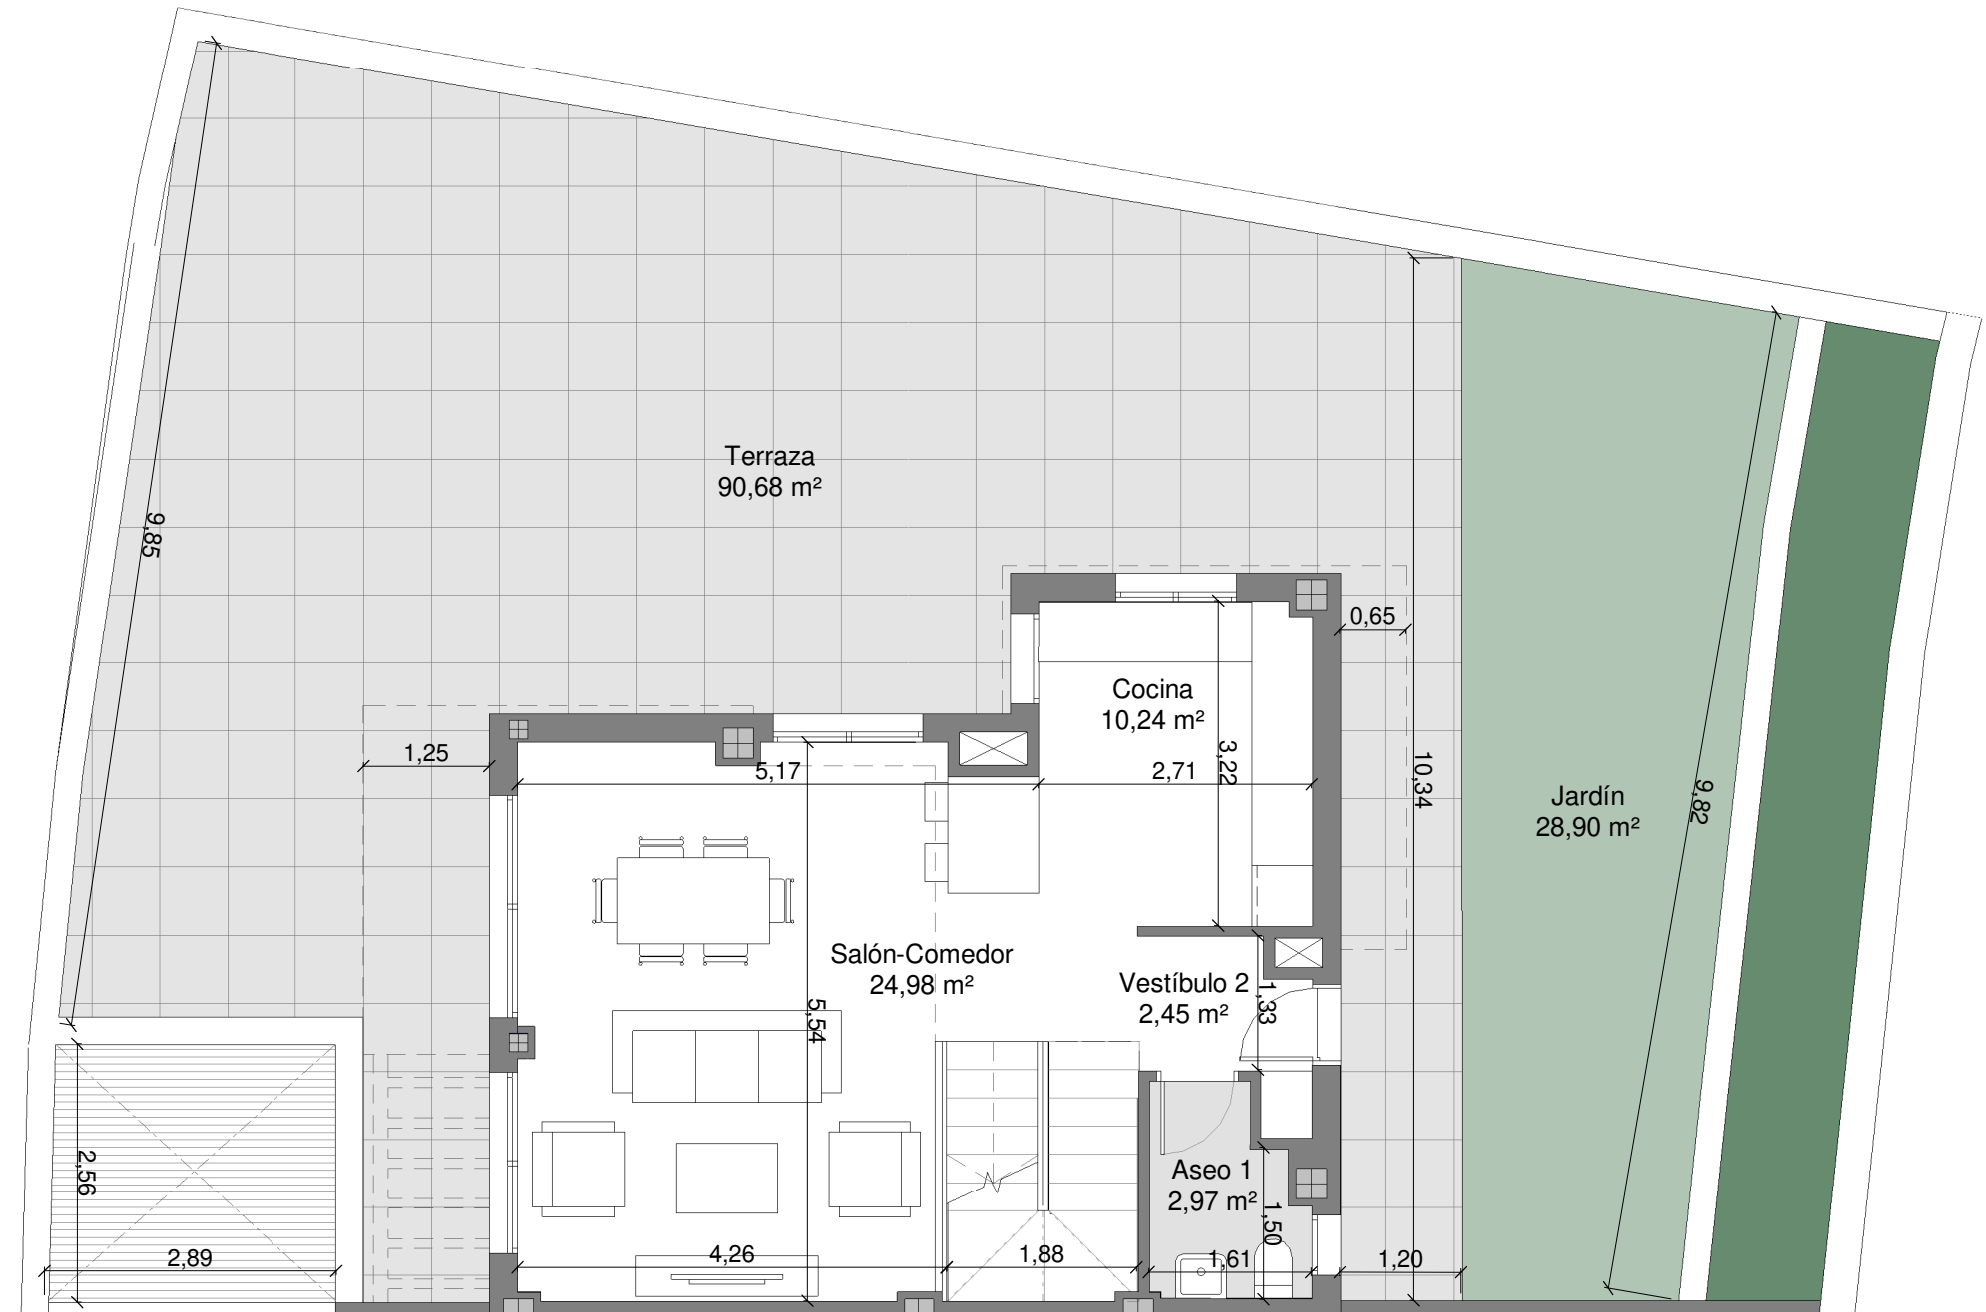 Terraza
90,68 m²
9,85
0,65
Cocina
10,24 m²
1,25
5,17
2,71
3,22
10,34
Jardín
28,90 m²
9,82
Salón-Comedor
24,98 m²
Vestíbulo 2
2,45 m²
1,33
5,54
2,56
Aseo 1
2,97 m²
1,50
2,89
4,26
1,88
1,61
1,20